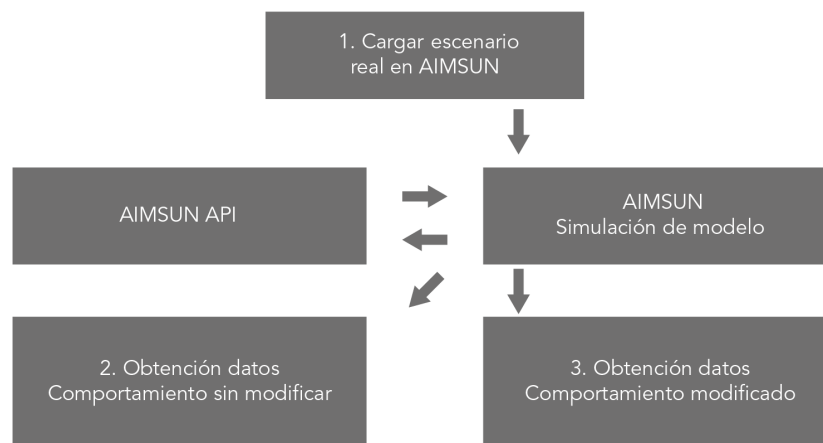 1. Cargar escenario
real en AIMSUN
AIMSUN API
AIMSUN
Simulación de modelo
2. Obtención datos
Comportamiento sin modificar
3. Obtención datos
Comportamiento modificado